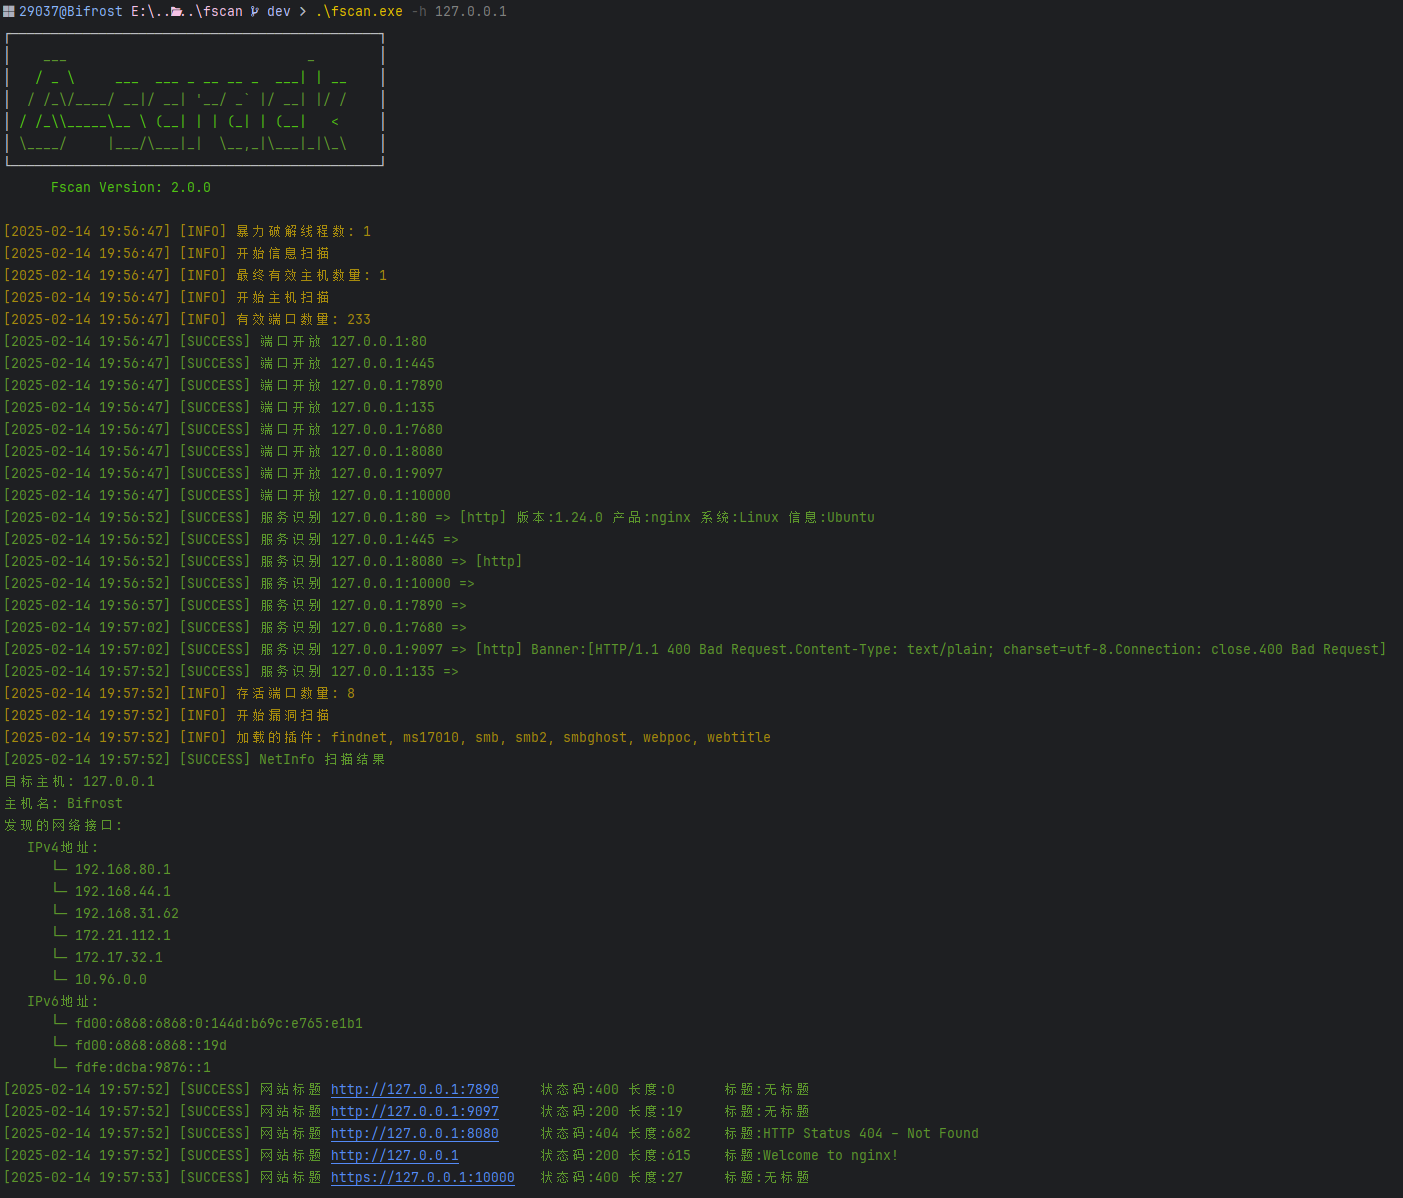 29037@Bifrost E:\..\..\fscan dev > .\fscan.exe -h 127.0.0.1
   ___                              _
  / _ \     ___  ___ _ __ __ _  ___| | __
 / /_\/____/ __|/ __| '__/ _` |/ __| |/ /
/ /_\\_____\__ \ (__| | | (_| | (__|   <
\____/     |___/\___|_|  \__,_|\___|_|\_\
Fscan Version: 2.0.0
[2025-02-14 19:56:47] [INFO] 暴力破解线程数: 1
[2025-02-14 19:56:47] [INFO] 开始信息扫描
[2025-02-14 19:56:47] [INFO] 最终有效主机数量: 1
[2025-02-14 19:56:47] [INFO] 开始主机扫描
[2025-02-14 19:56:47] [INFO] 有效端口数量: 233
[2025-02-14 19:56:47] [SUCCESS] 端口开放 127.0.0.1:80
[2025-02-14 19:56:47] [SUCCESS] 端口开放 127.0.0.1:445
[2025-02-14 19:56:47] [SUCCESS] 端口开放 127.0.0.1:7890
[2025-02-14 19:56:47] [SUCCESS] 端口开放 127.0.0.1:135
[2025-02-14 19:56:47] [SUCCESS] 端口开放 127.0.0.1:7680
[2025-02-14 19:56:47] [SUCCESS] 端口开放 127.0.0.1:8080
[2025-02-14 19:56:47] [SUCCESS] 端口开放 127.0.0.1:9097
[2025-02-14 19:56:47] [SUCCESS] 端口开放 127.0.0.1:10000
[2025-02-14 19:56:52] [SUCCESS] 服务识别 127.0.0.1:80 => [http] 版本:1.24.0 产品:nginx 系统:Linux 信息:Ubuntu
[2025-02-14 19:56:52] [SUCCESS] 服务识别 127.0.0.1:445 =>
[2025-02-14 19:56:52] [SUCCESS] 服务识别 127.0.0.1:8080 => [http]
[2025-02-14 19:56:52] [SUCCESS] 服务识别 127.0.0.1:10000 =>
[2025-02-14 19:56:57] [SUCCESS] 服务识别 127.0.0.1:7890 =>
[2025-02-14 19:57:02] [SUCCESS] 服务识别 127.0.0.1:7680 =>
[2025-02-14 19:57:02] [SUCCESS] 服务识别 127.0.0.1:9097 => [http] Banner:[HTTP/1.1 400 Bad Request.Content-Type: text/plain; charset=utf-8.Connection: close.400 Bad Request]
[2025-02-14 19:57:52] [SUCCESS] 服务识别 127.0.0.1:135 =>
[2025-02-14 19:57:52] [INFO] 存活端口数量: 8
[2025-02-14 19:57:52] [INFO] 开始漏洞扫描
[2025-02-14 19:57:52] [INFO] 加载的插件: findnet, ms17010, smb, smb2, smbghost, webpoc, webtitle
[2025-02-14 19:57:52] [SUCCESS] NetInfo 扫描结果
目标主机: 127.0.0.1
主机名: Bifrost
发现的网络接口:
IPv4地址:
└─ 192.168.80.1
└─ 192.168.44.1
└─ 192.168.31.62
└─ 172.21.112.1
└─ 172.17.32.1
└─ 10.96.0.0
IPv6地址:
└─ fd00:6868:6868:0:144d:b69c:e765:e1b1
└─ fd00:6868:6868::19d
└─ fdfe:dcba:9876::1
[2025-02-14 19:57:52] [SUCCESS] 网站标题 http://127.0.0.1:7890 状态码:400 长度:0 标题:无标题
[2025-02-14 19:57:52] [SUCCESS] 网站标题 http://127.0.0.1:9097 状态码:200 长度:19 标题:无标题
[2025-02-14 19:57:52] [SUCCESS] 网站标题 http://127.0.0.1:8080 状态码:404 长度:682 标题:HTTP Status 404 – Not Found
[2025-02-14 19:57:52] [SUCCESS] 网站标题 http://127.0.0.1 状态码:200 长度:615 标题:Welcome to nginx!
[2025-02-14 19:57:53] [SUCCESS] 网站标题 https://127.0.0.1:10000 状态码:400 长度:27 标题:无标题